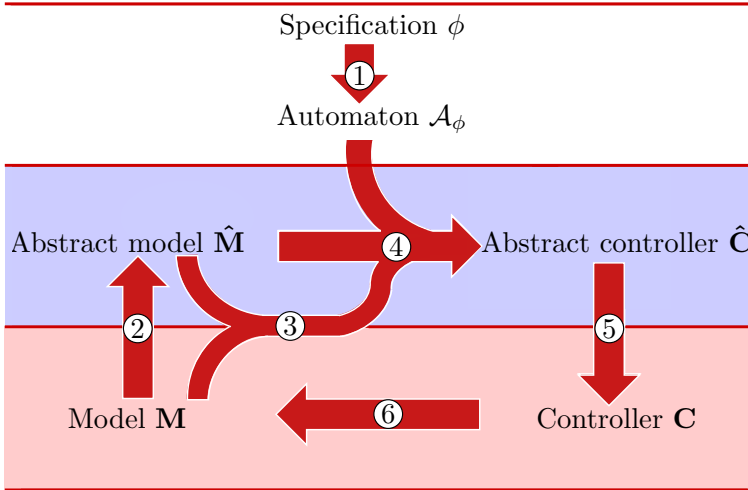 Specification ϕ
1
Automaton 𝒜ϕ
Abstract model M̂
4
Abstract controller Ĉ
2
3
5
Model M
6
Controller C